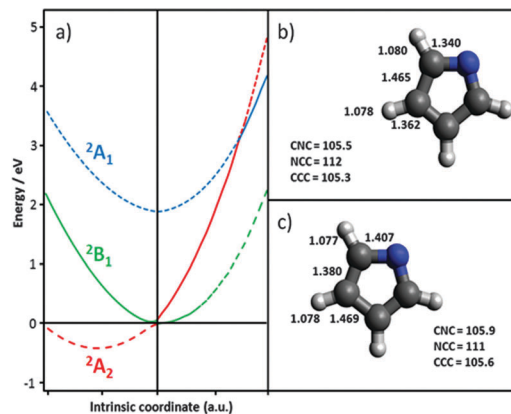 a)
Energy / eV
5
4
3
2
1
0
-1
²A₁
²B₁
²A₂
Intrinsic coordinate (a.u.)
b)
1.080
1.340
1.465
1.078
1.362
CNC = 105.5
NCC = 112
CCC = 105.3
c)
1.077
1.407
1.380
1.078
1.469
CNC = 105.9
NCC = 111
CCC = 105.6